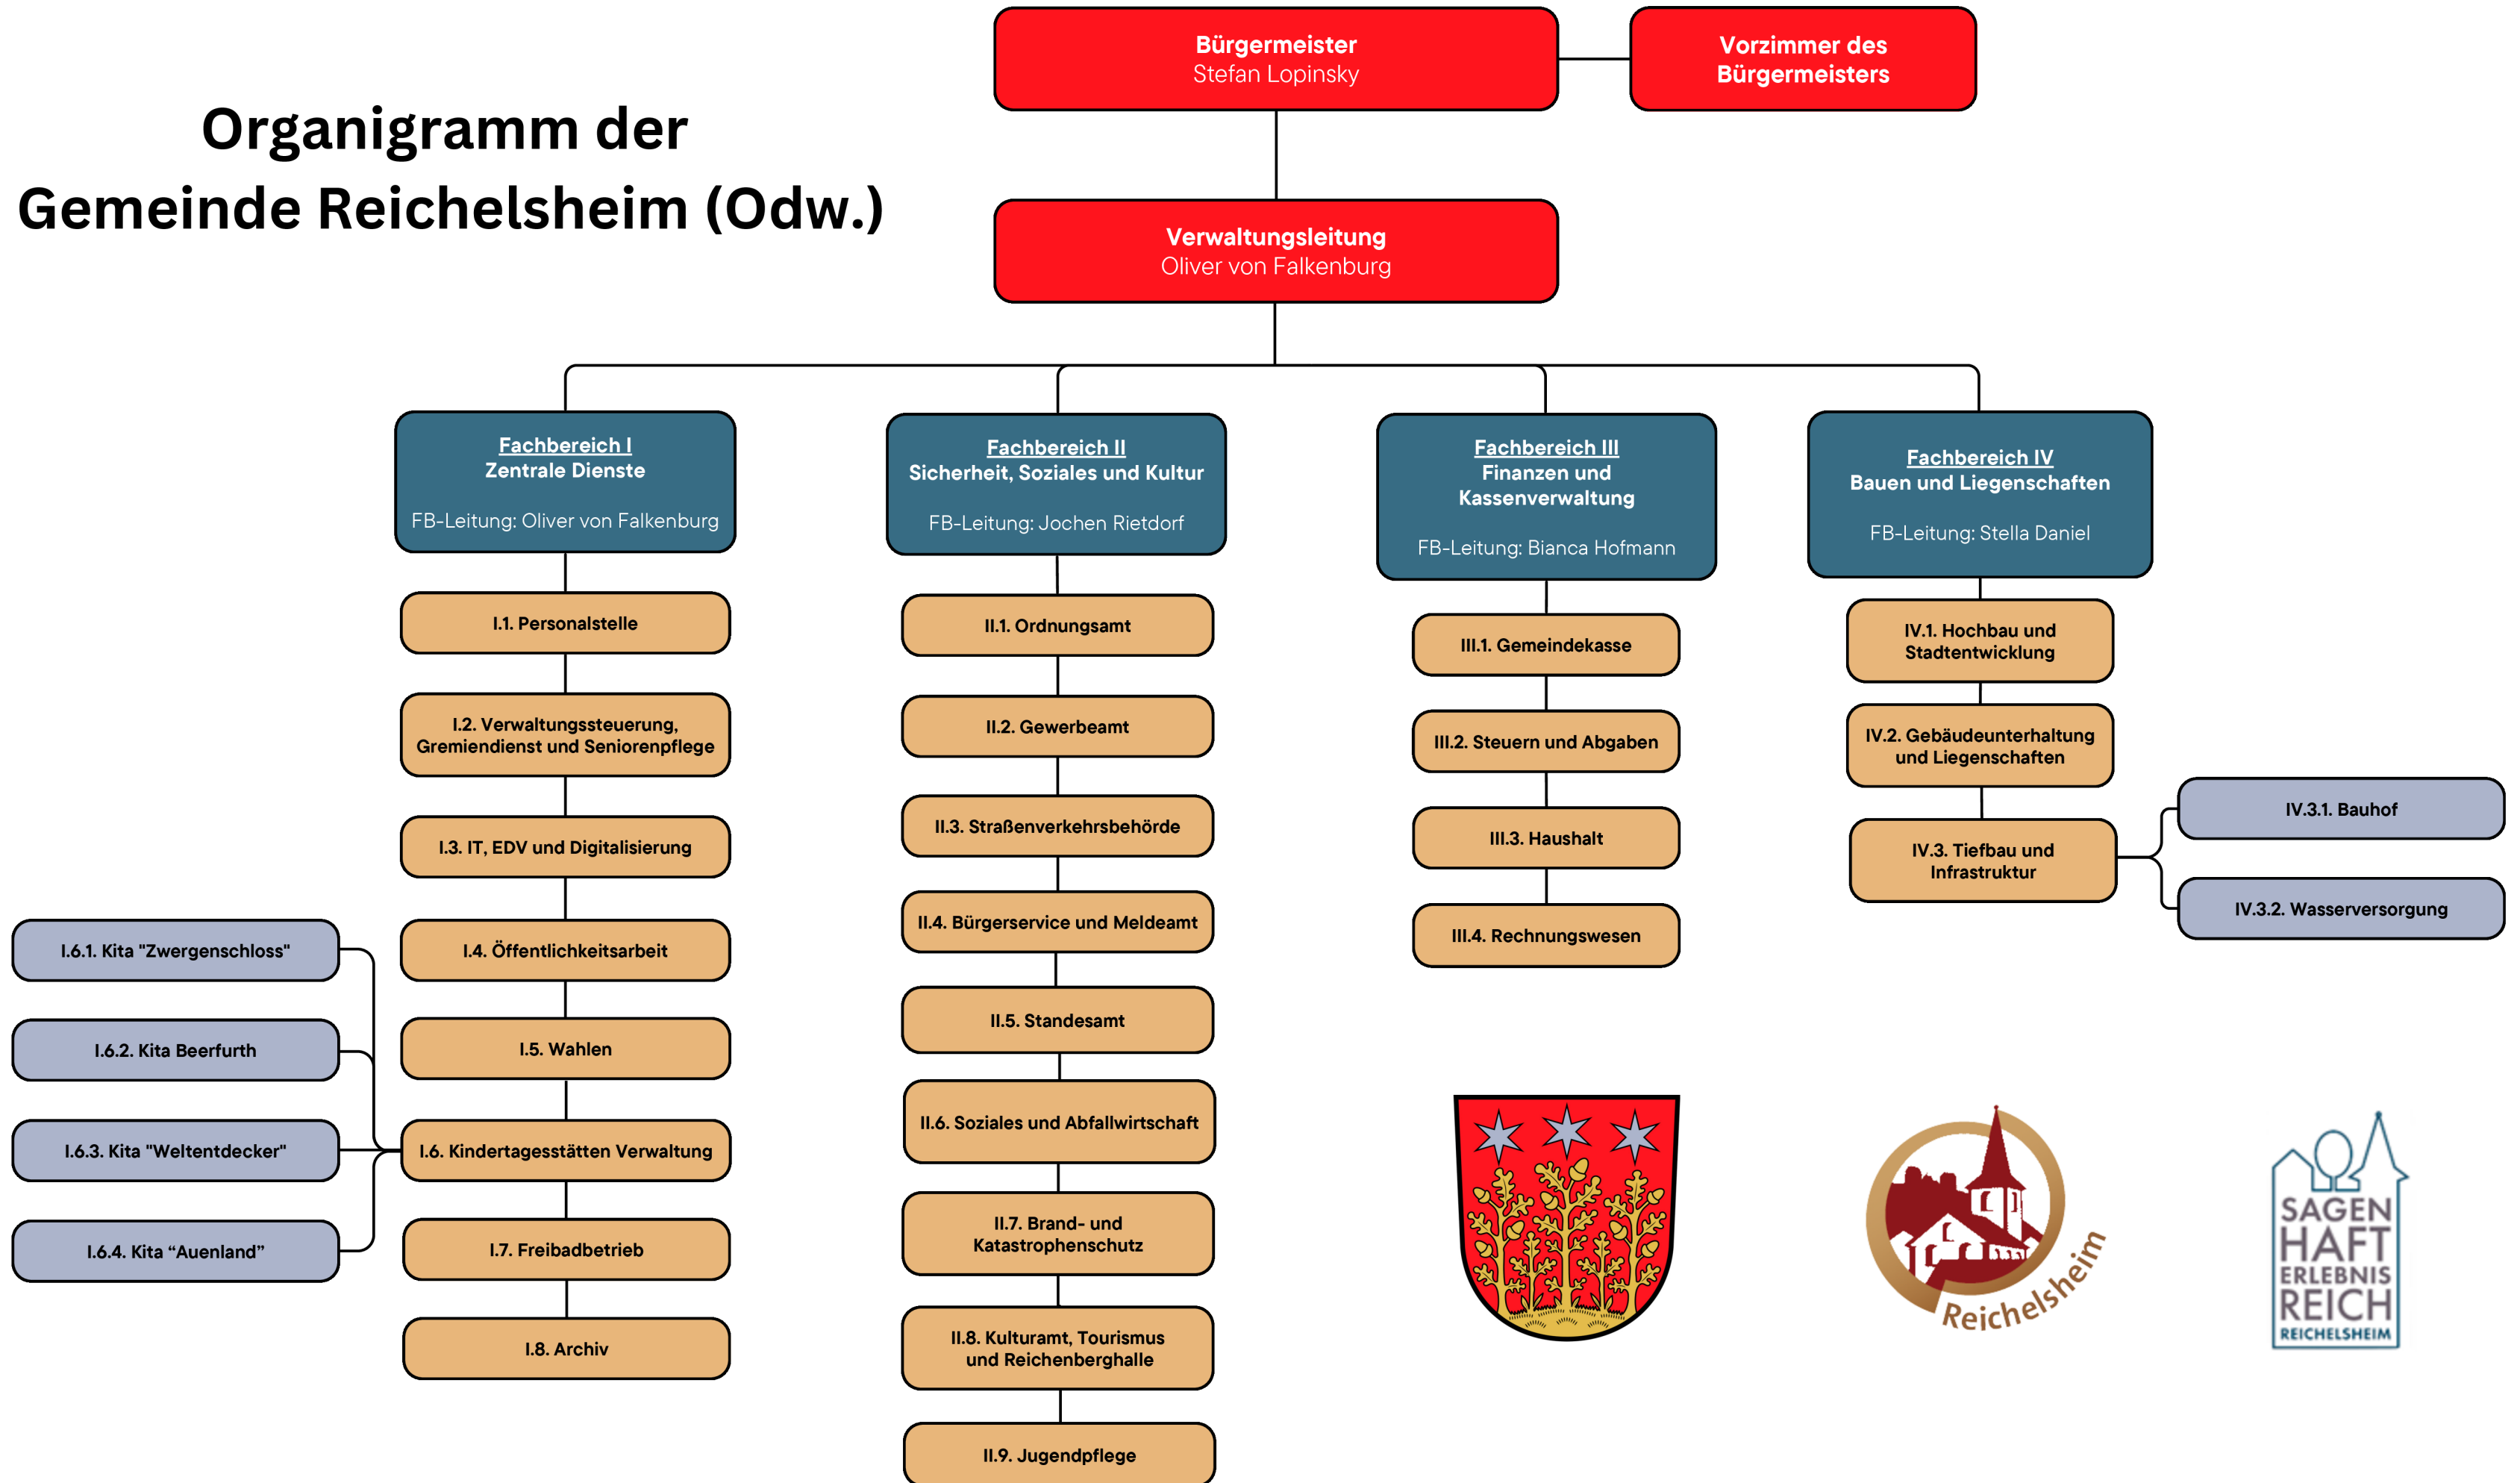 Organigramm der
Gemeinde Reichelsheim (Odw.)
Bürgermeister
Stefan Lopinsky
Vorzimmer des
Bürgermeisters
Verwaltungsleitung
Oliver von Falkenburg
Fachbereich I
Zentrale Dienste
FB-Leitung: Oliver von Falkenburg
I.1. Personalstelle
I.2. Verwaltungssteuerung,
Gremiendienst und Seniorenpflege
I.3. IT, EDV und Digitalisierung
I.4. Öffentlichkeitsarbeit
I.5. Wahlen
I.6. Kindertagesstätten Verwaltung
I.6.1. Kita "Zwergenschloss"
I.6.2. Kita Beerfurth
I.6.3. Kita "Weltentdecker"
I.6.4. Kita “Auenland”
I.7. Freibadbetrieb
I.8. Archiv
Fachbereich II
Sicherheit, Soziales und Kultur
FB-Leitung: Jochen Rietdorf
II.1. Ordnungsamt
II.2. Gewerbeamt
II.3. Straßenverkehrsbehörde
II.4. Bürgerservice und Meldeamt
II.5. Standesamt
II.6. Soziales und Abfallwirtschaft
II.7. Brand- und
Katastrophenschutz
II.8. Kulturamt, Tourismus
und Reichenberghalle
II.9. Jugendpflege
Fachbereich III
Finanzen und
Kassenverwaltung
FB-Leitung: Bianca Hofmann
III.1. Gemeindekasse
III.2. Steuern und Abgaben
III.3. Haushalt
III.4. Rechnungswesen
Fachbereich IV
Bauen und Liegenschaften
FB-Leitung: Stella Daniel
IV.1. Hochbau und
Stadtentwicklung
IV.2. Gebäudeunterhaltung
und Liegenschaften
IV.3. Tiefbau und
Infrastruktur
IV.3.1. Bauhof
IV.3.2. Wasserversorgung
Reichelsheim
SAGEN
HAFT
ERLEBNIS
REICH
REICHELSHEIM